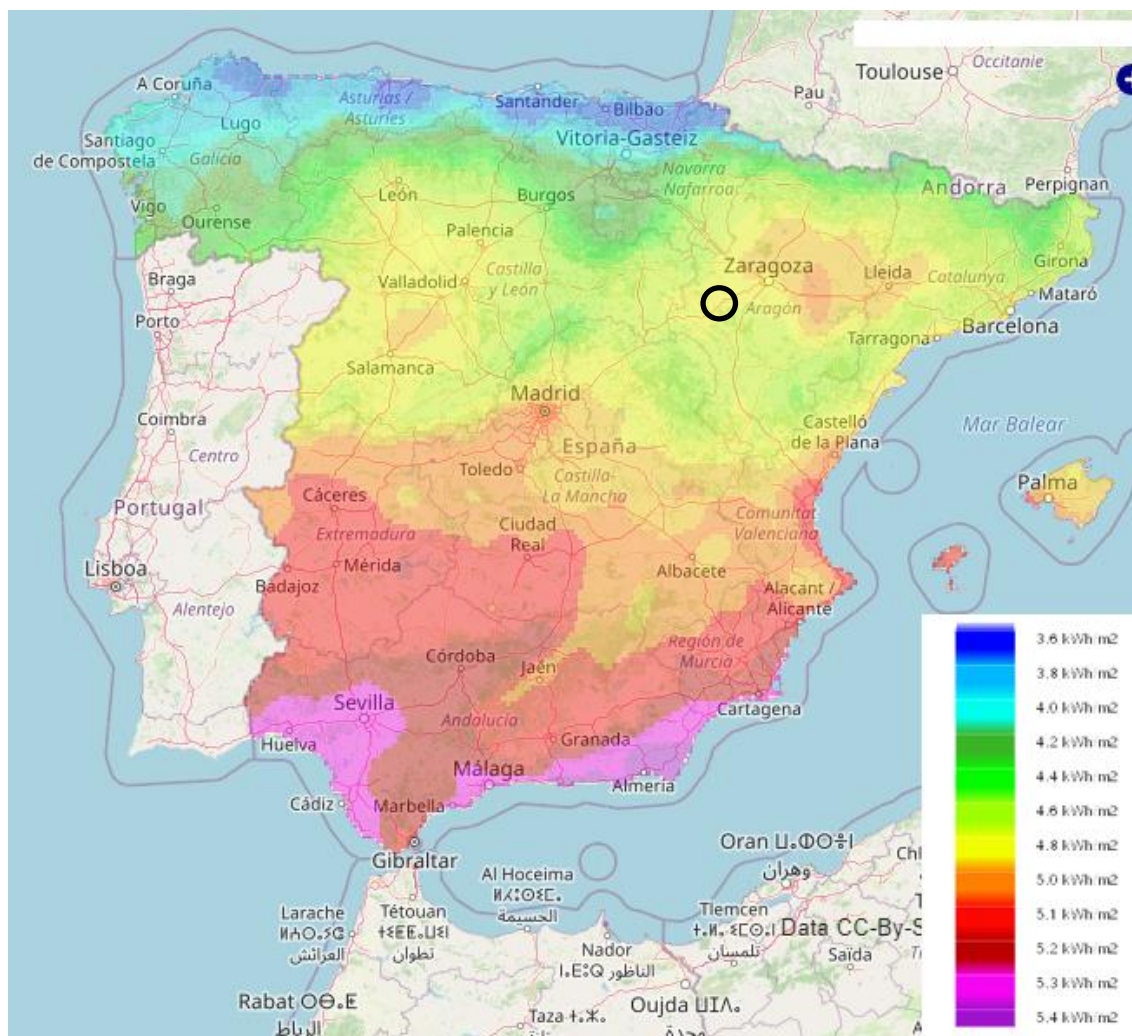 Toulouse
Occitanie
Pau
A Coruña
Asturias /
Asturies
Santander
Bilbao
Lugo
Vitoria-Gasteiz
Santiago
de Compostela
Galicia
Navarra
Nafarroa
Andorra
Perpignan
León
Burgos
Vigo
Ourense
Palencia
Girona
Braga
Valladolid
Castilla
y León
Zaragoza
Lleida
Catalunya
Mataró
Porto
Aragón
Barcelona
Tarragona
Salamanca
Madrid
Coimbra
Castelló
de la Plana
Mar Balear
España
Centro
Toledo
Castilla-
La Mancha
Palma
Cáceres
Portugal
Comunitat
Valenciana
Ciudad
Real
Extremadura
Lisboa
Mérida
Albacete
Badajoz
Alacant /
Alicante
Alentejo
Región de
Murcia
Córdoba
Jaén
Sevilla
Cartagena
Andalucía
Huelva
Granada
Málaga
Almería
Cádiz
Marbella
Gibraltar
3.6 kWh m2
3.8 kWh m2
4.0 kWh m2
4.2 kWh m2
4.4 kWh m2
4.6 kWh m2
4.8 kWh m2
5.0 kWh m2
5.1 kWh m2
5.2 kWh m2
5.3 kWh m2
5.4 kWh m2
Oran ⵡⴰⵀⵔⴰⵏ
وهران
Al Hoceima
الحسيمة
Larache
العرائش
Tétouan
تطوان
Nador
الناظور
Tlemcen
تلمسان
Data CC-By-S
Saïda
Rabat
الرباط
Taza
Oujda
وجدة